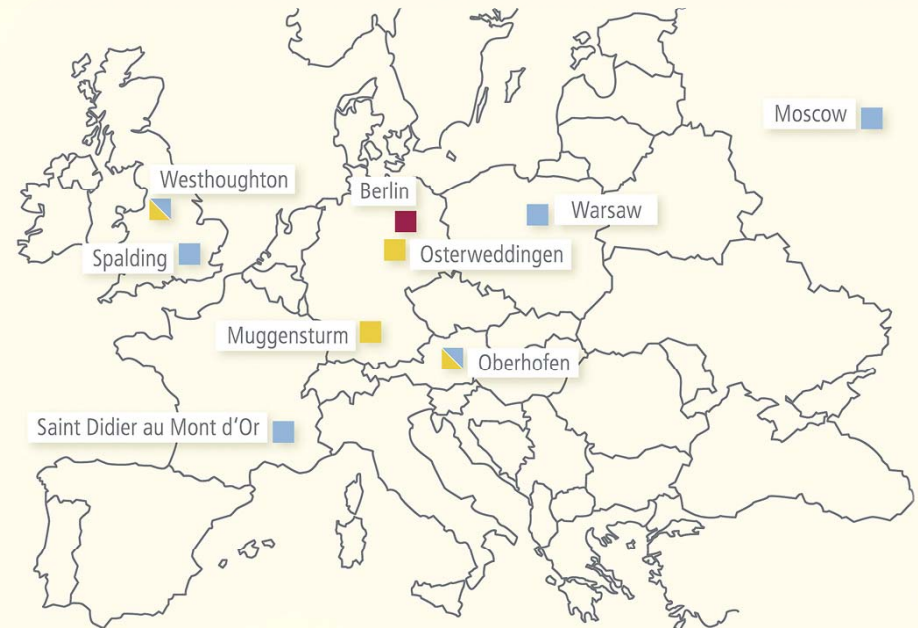 Moscow
Westhoughton
Berlin
Warsaw
Spalding
Osterweddingen
Muggensturm
Oberhofen
Saint Didier au Mont d'Or